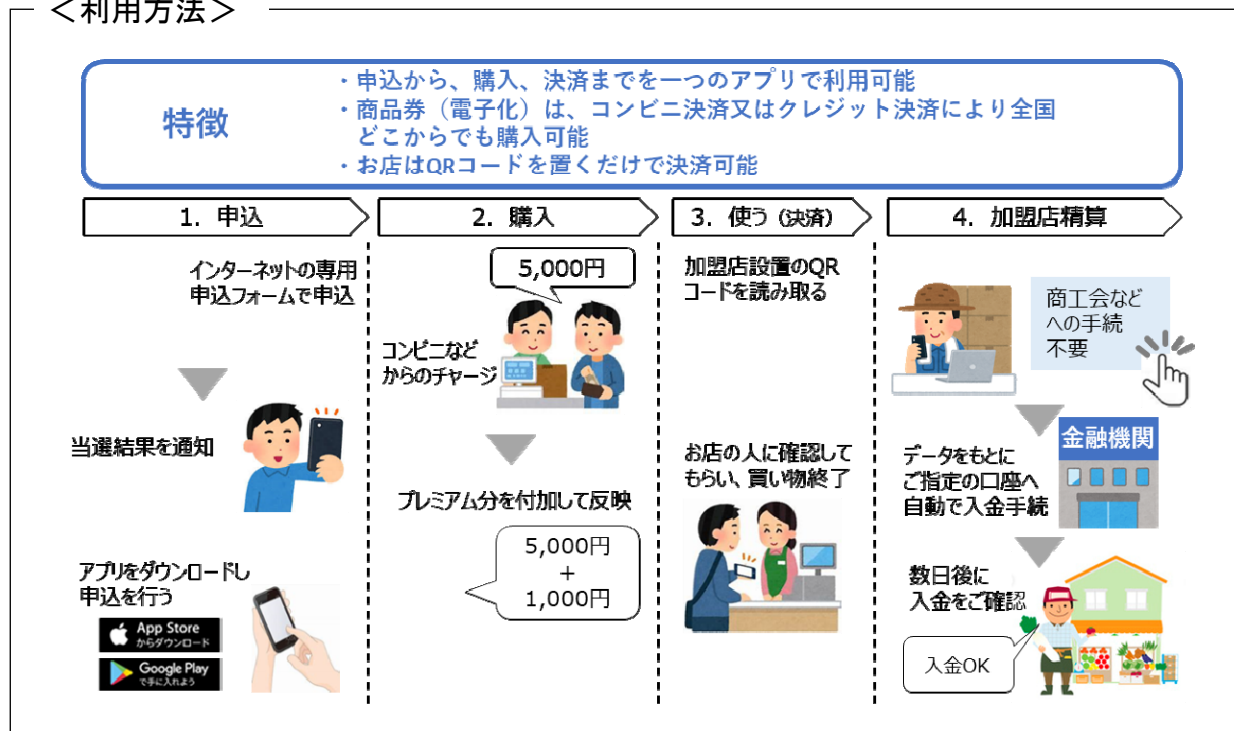 ＜利用方法＞
特徴
・申込から、購入、決済までを一つのアプリで利用可能
・商品券（電子化）は、コンビニ決済又はクレジット決済により全国
どこからでも購入可能
・お店はQRコードを置くだけで決済可能
1. 申込
インターネットの専用
申込フォームで申込
当選結果を通知
アプリをダウンロードし
申込を行う
App Store
からダウンロード
Google Play
で手に入れよう
2. 購入
5,000円
コンビニなど
からのチャージ
プレミアム分を付加して反映
5,000円
+
1,000円
3. 使う（決済）
加盟店設置のQR
コードを読み取る
お店の人に確認して
もらい、買い物終了
4. 加盟店精算
商工会など
への手続
不要
金融機関
データをもとに
ご指定の口座へ
自動で入金手続
数日後に
入金をご確認
入金OK